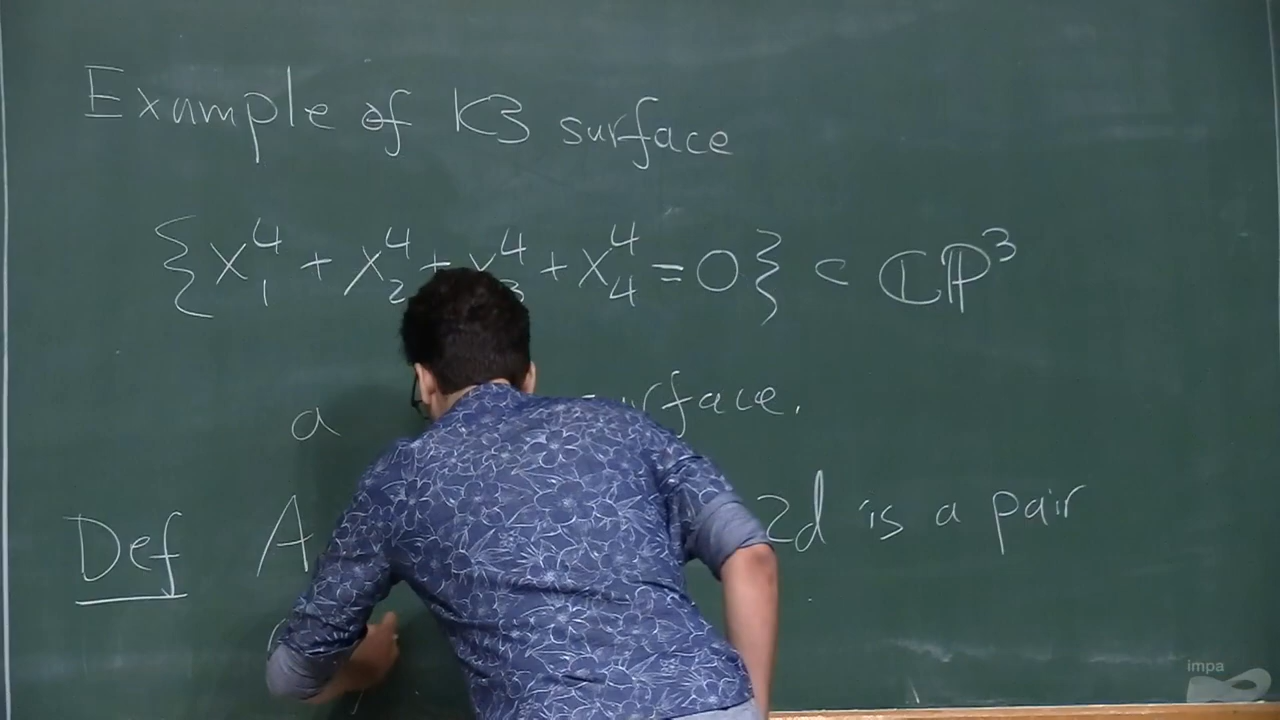 Example of K3 surface
{x₁⁴ + x₂⁴ + x₃⁴ + x₄⁴ = 0} ⊂ ℂℙ³
a surface.
Def A 2d is a pair
impa